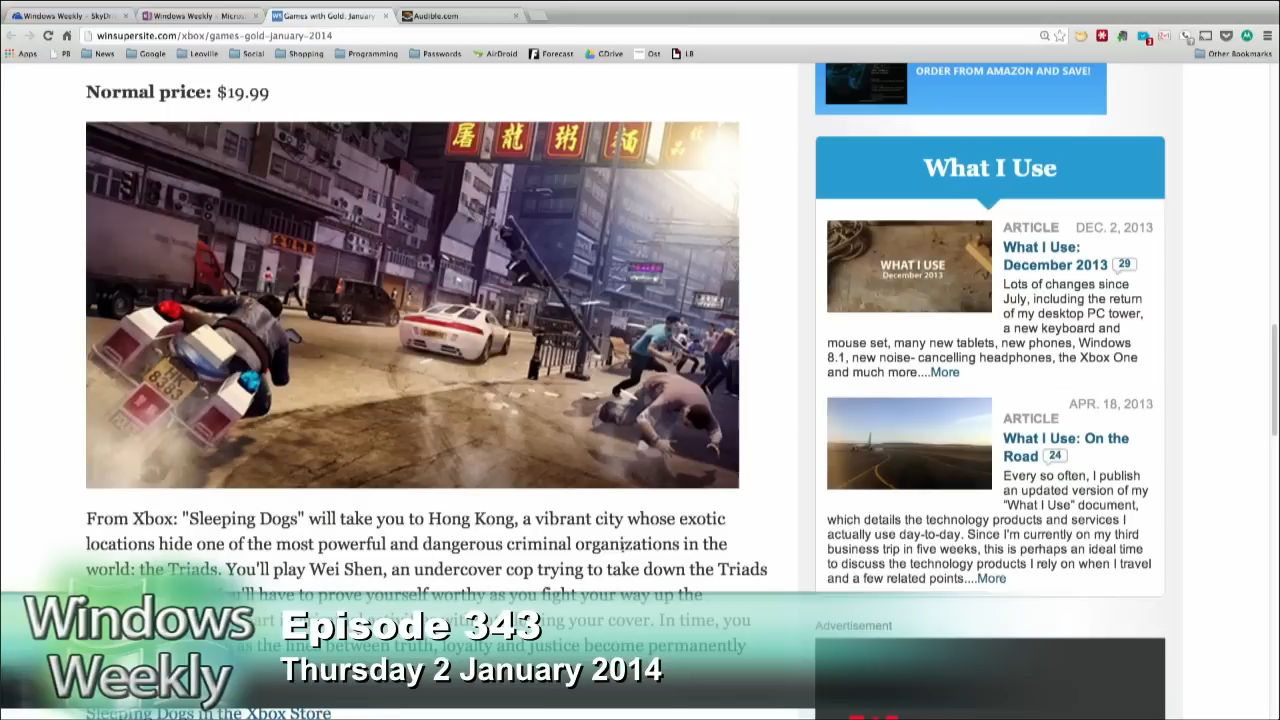 Windows Weekly - SkyDr
Windows Weekly - Micros
Games with Gold: January
Audible.com
winsupersite.com/xbox/games-gold-january-2014
Apps
PB
News
Google
Leoville
Social
Shopping
Programming
Passwords
AirDroid
Forecast
GDrive
Ost
LB
Other Bookmarks
Normal price: $19.99
屠龍粥麺品
HK
8333
From Xbox: "Sleeping Dogs" will take you to Hong Kong, a vibrant city whose exotic
locations hide one of the most powerful and dangerous criminal organizations in the
world: the Triads. You'll play Wei Shen, an undercover cop trying to take down the Triads
you'll have to prove yourself worthy as you fight your way up the
your cover. In time, you
as the lines between truth, loyalty and justice become permanently
Sleeping Dogs in the Xbox Store
ORDER FROM AMAZON AND SAVE!
What I Use
WHAT I USE
December 2013
ARTICLE DEC. 2, 2013
What I Use:
December 2013 29
Lots of changes since
July, including the return
of my desktop PC tower,
a new keyboard and
mouse set, many new tablets, new phones, Windows
8.1, new noise- cancelling headphones, the Xbox One
and much more....More
APR. 18, 2013
ARTICLE
What I Use: On the
Road 24
Every so often, I publish
an updated version of my
"What I Use" document,
which details the technology products and services I
actually use day-to-day. Since I'm currently on my third
business trip in five weeks, this is perhaps an ideal time
to discuss the technology products I rely on when I travel
and a few related points....More
Advertisement
Windows
Weekly
Episode 343
Thursday 2 January 2014